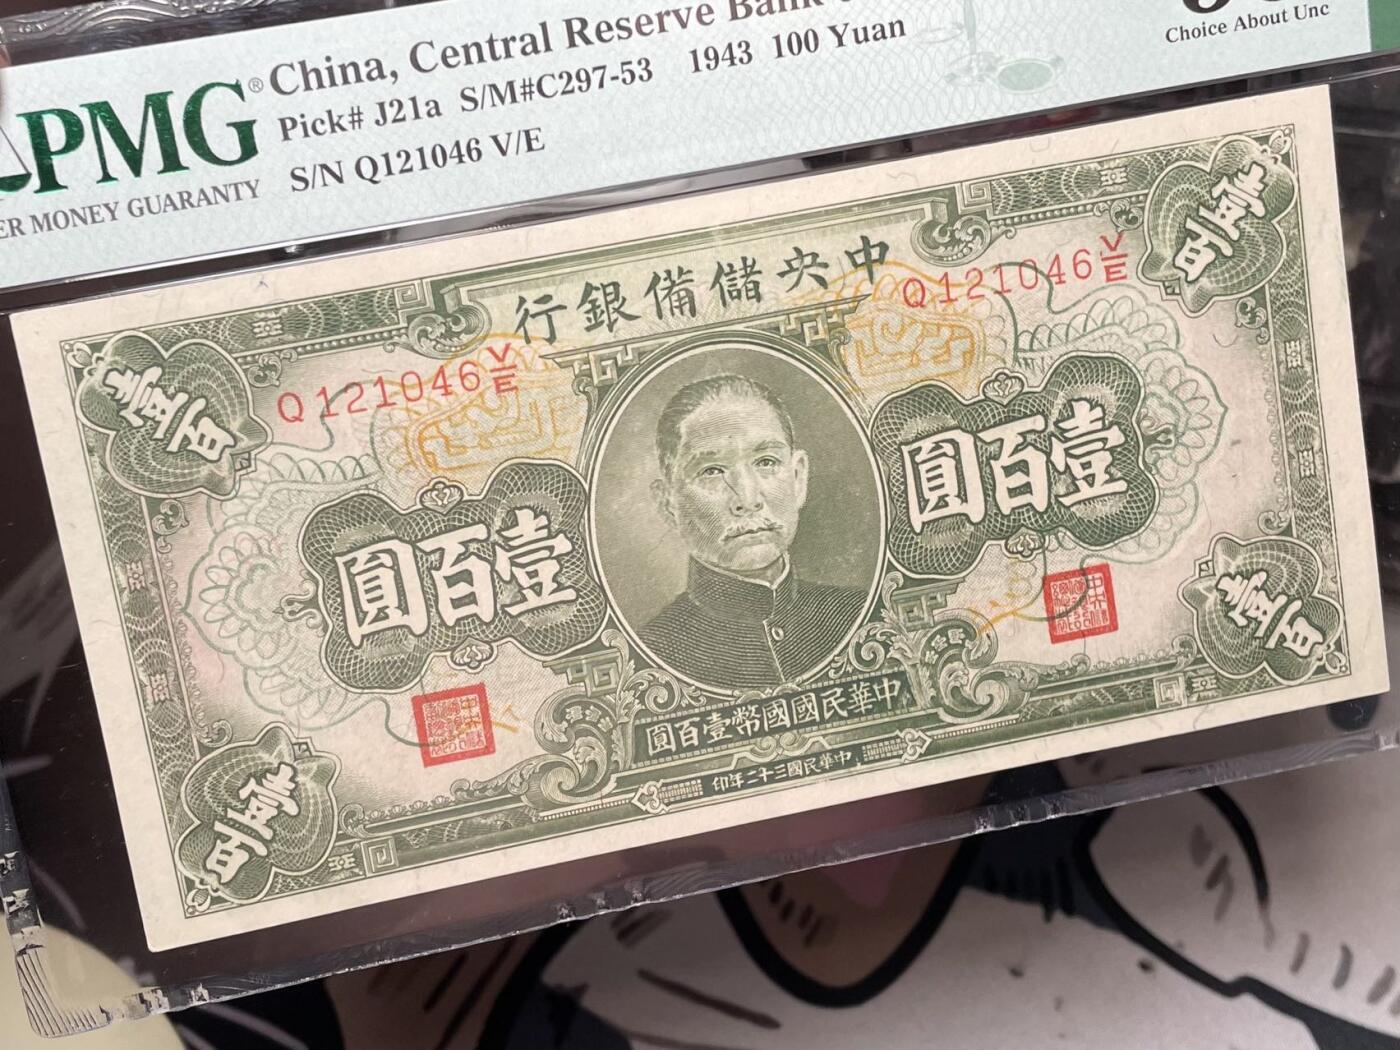 China, Central Reserve Bank
PMG®
Pick# J21a S/M#C297-53 1943 100 Yuan
S/N Q121046 V/E
ER MONEY GUARANTY
Choice About Unc
中央儲備銀行
Q121046 V/E
Q121046 V/E
壹百
壹百
壹百圓
壹百圓
中華民國國幣壹百圓
中華民國三十二年印
壹百
壹百